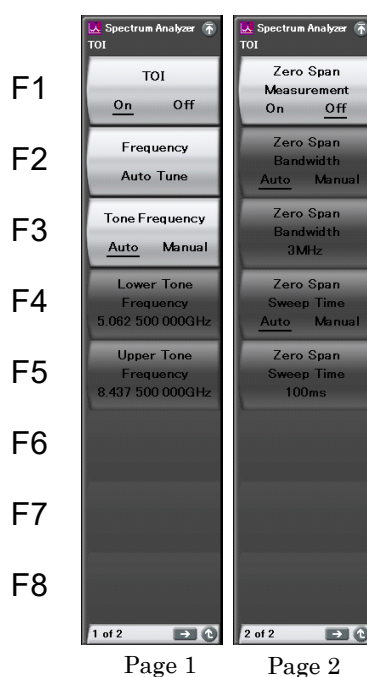 F1
F2
F3
F4
F5
F6
F7
F8
Spectrum Analyzer
TOI
TOI
On Off
Frequency
Auto Tune
Tone Frequency
Auto Manual
Lower Tone
Frequency
5.062 500 000GHz
Upper Tone
Frequency
8.437 500 000GHz
1 of 2
Page 1
Spectrum Analyzer
TOI
Zero Span
Measurement
On Off
Zero Span
Bandwidth
Auto Manual
Zero Span
Bandwidth
3MHz
Zero Span
Sweep Time
Auto Manual
Zero Span
Sweep Time
100ms
2 of 2
Page 2